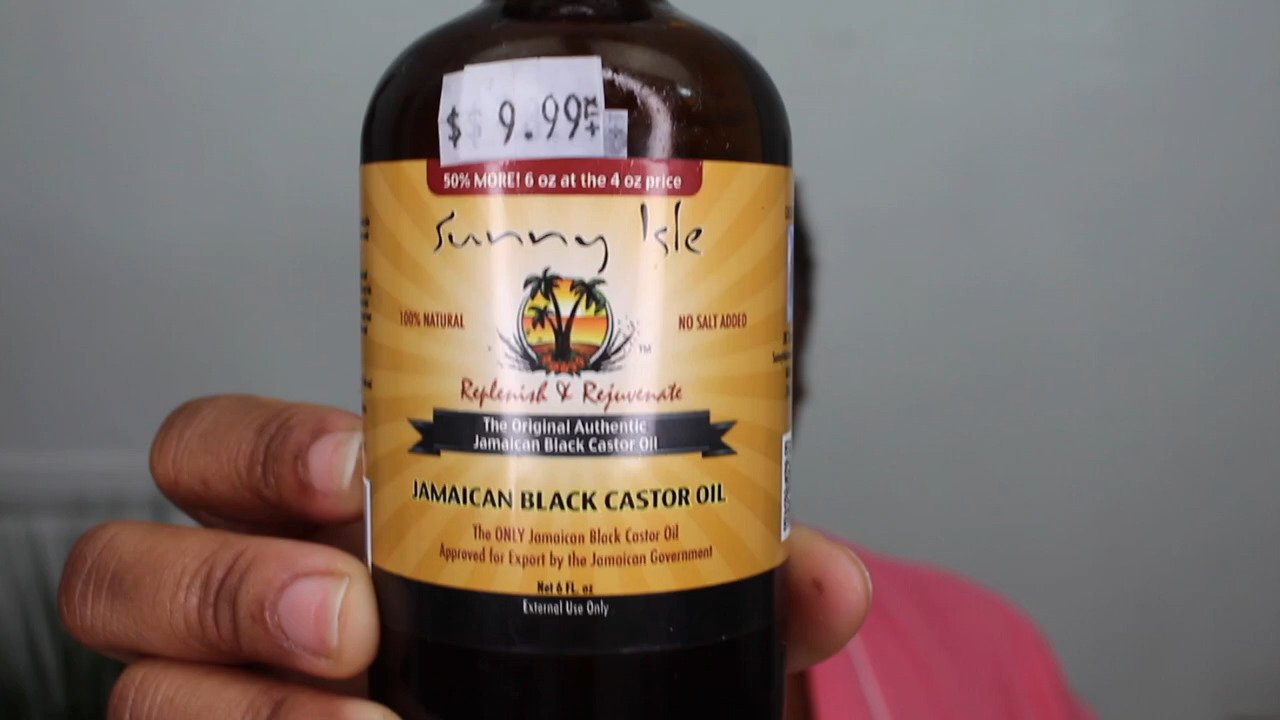 $ 9.99
50% MORE! 6 oz at the 4 oz price
Sunny Isle
100% NATURAL
NO SALT ADDED
TM
Replenish & Rejuvenate
The Original Authentic
Jamaican Black Castor Oil
JAMAICAN BLACK CASTOR OIL
The ONLY Jamaican Black Castor Oil
Approved for Export by the Jamaican Government
Net 6 FL. oz
External Use Only